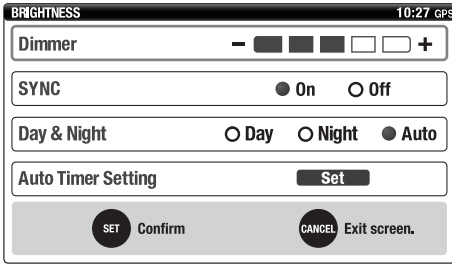 BRIGHTNESS 10:27 GPS
Dimmer - +
SYNC On Off
Day & Night Day Night Auto
Auto Timer Setting Set
SET Confirm CANCEL Exit screen.